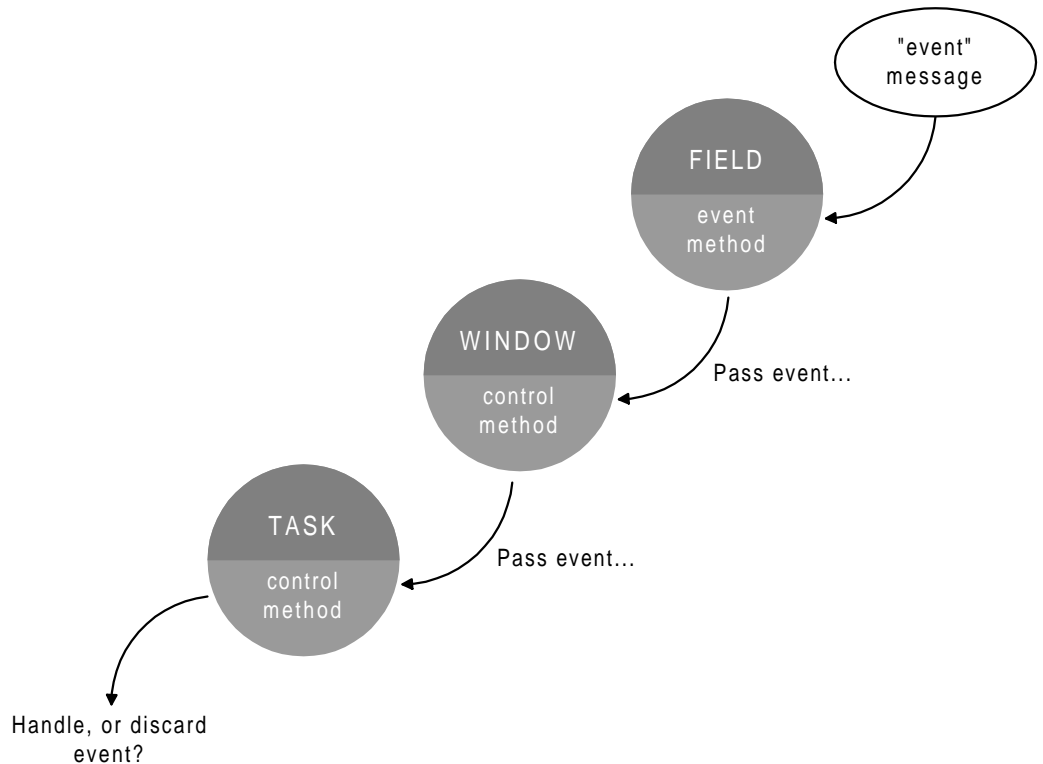 "event"
message
FIELD
event
method
Pass event...
WINDOW
control
method
Pass event...
TASK
control
method
Handle, or discard
event?